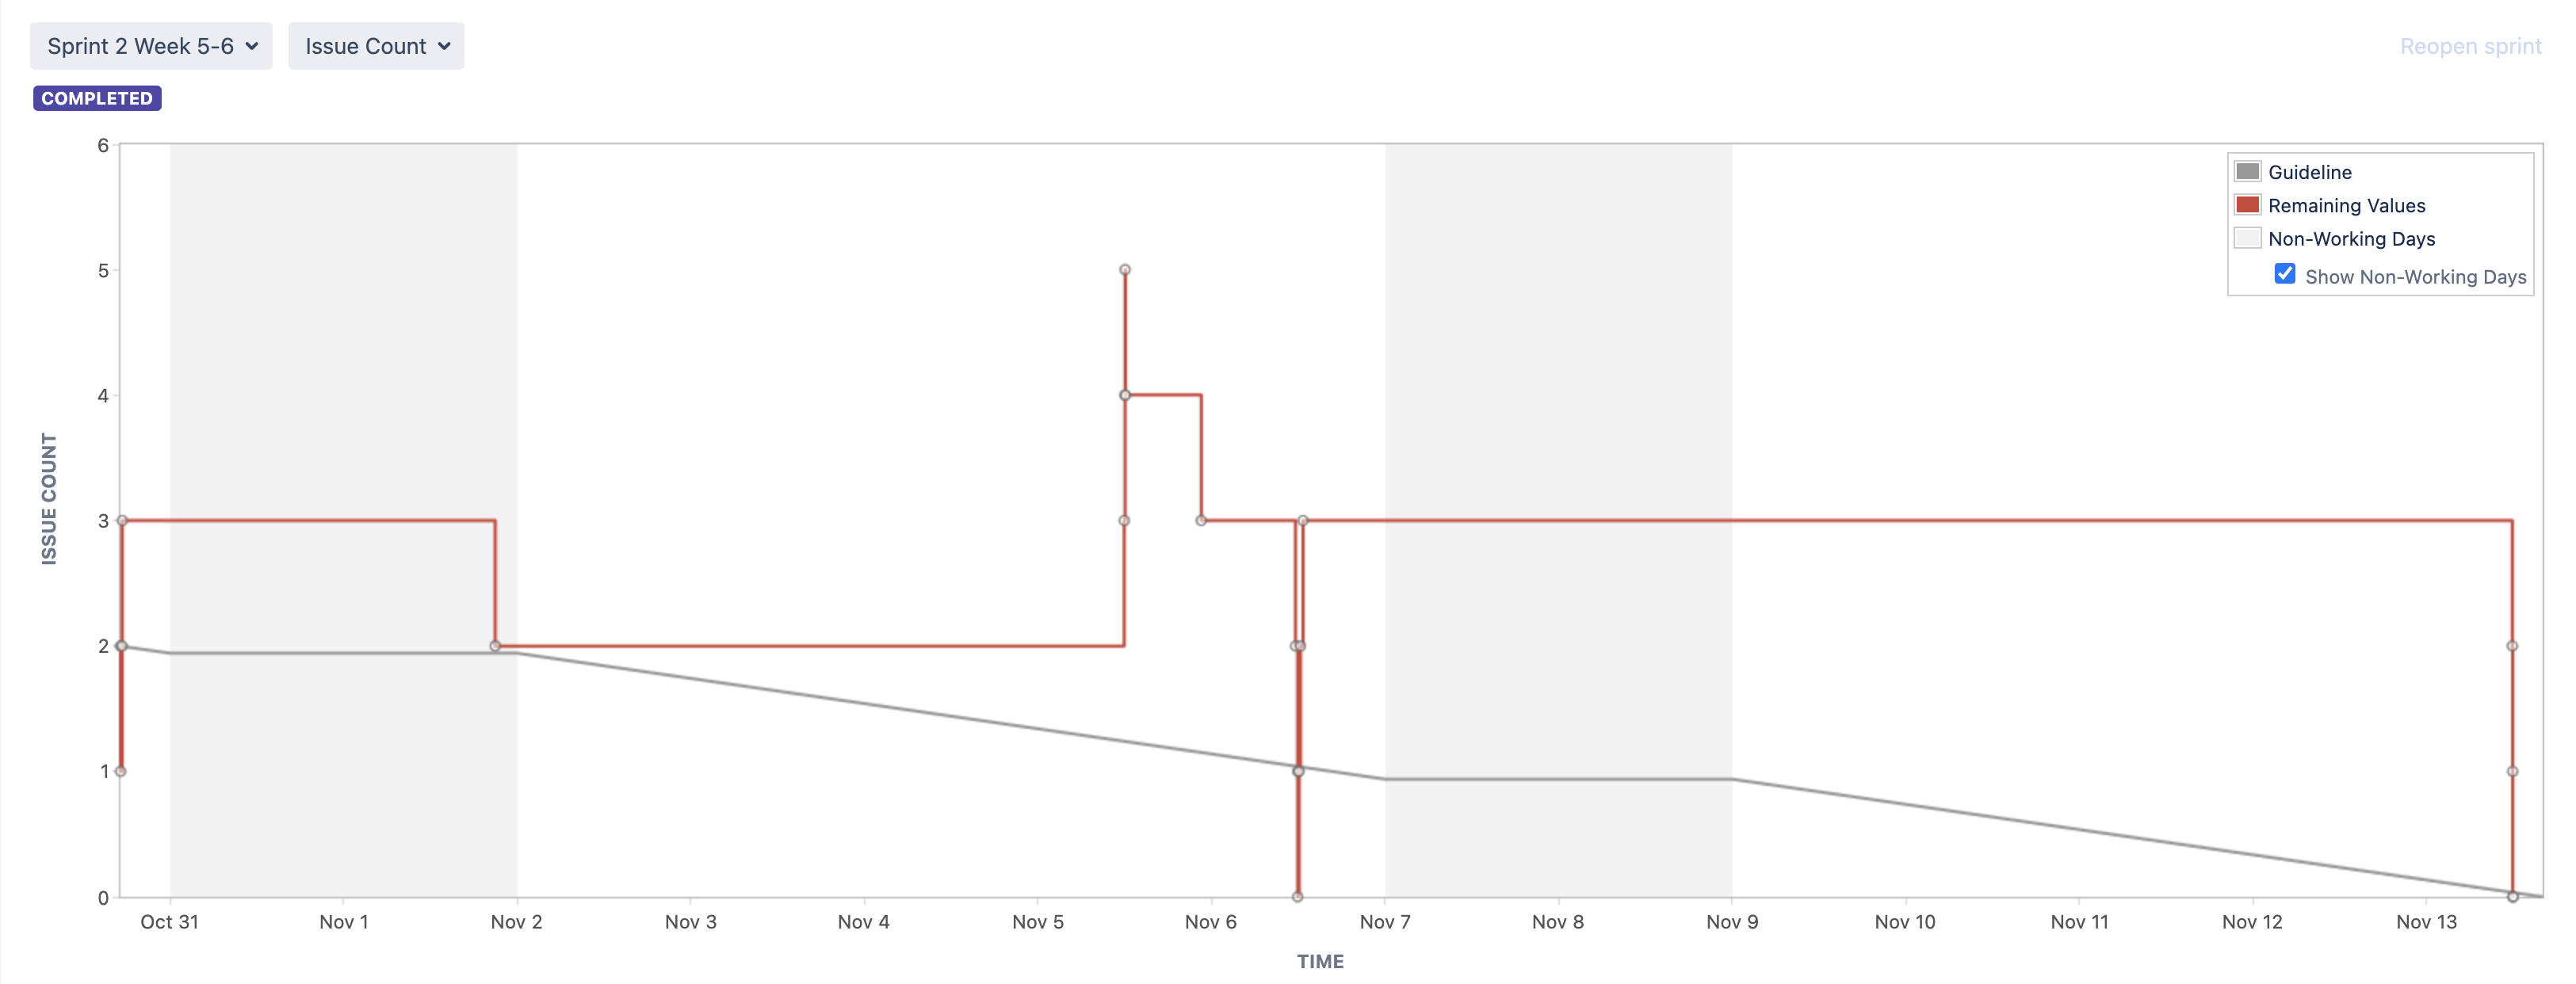 Sprint 2 Week 5-6
Issue Count
Reopen sprint
COMPLETED
Guideline
Remaining Values
Non-Working Days
Show Non-Working Days
ISSUE COUNT
6
5
4
3
2
1
0
Oct 31
Nov 1
Nov 2
Nov 3
Nov 4
Nov 5
Nov 6
Nov 7
Nov 8
Nov 9
Nov 10
Nov 11
Nov 12
Nov 13
TIME